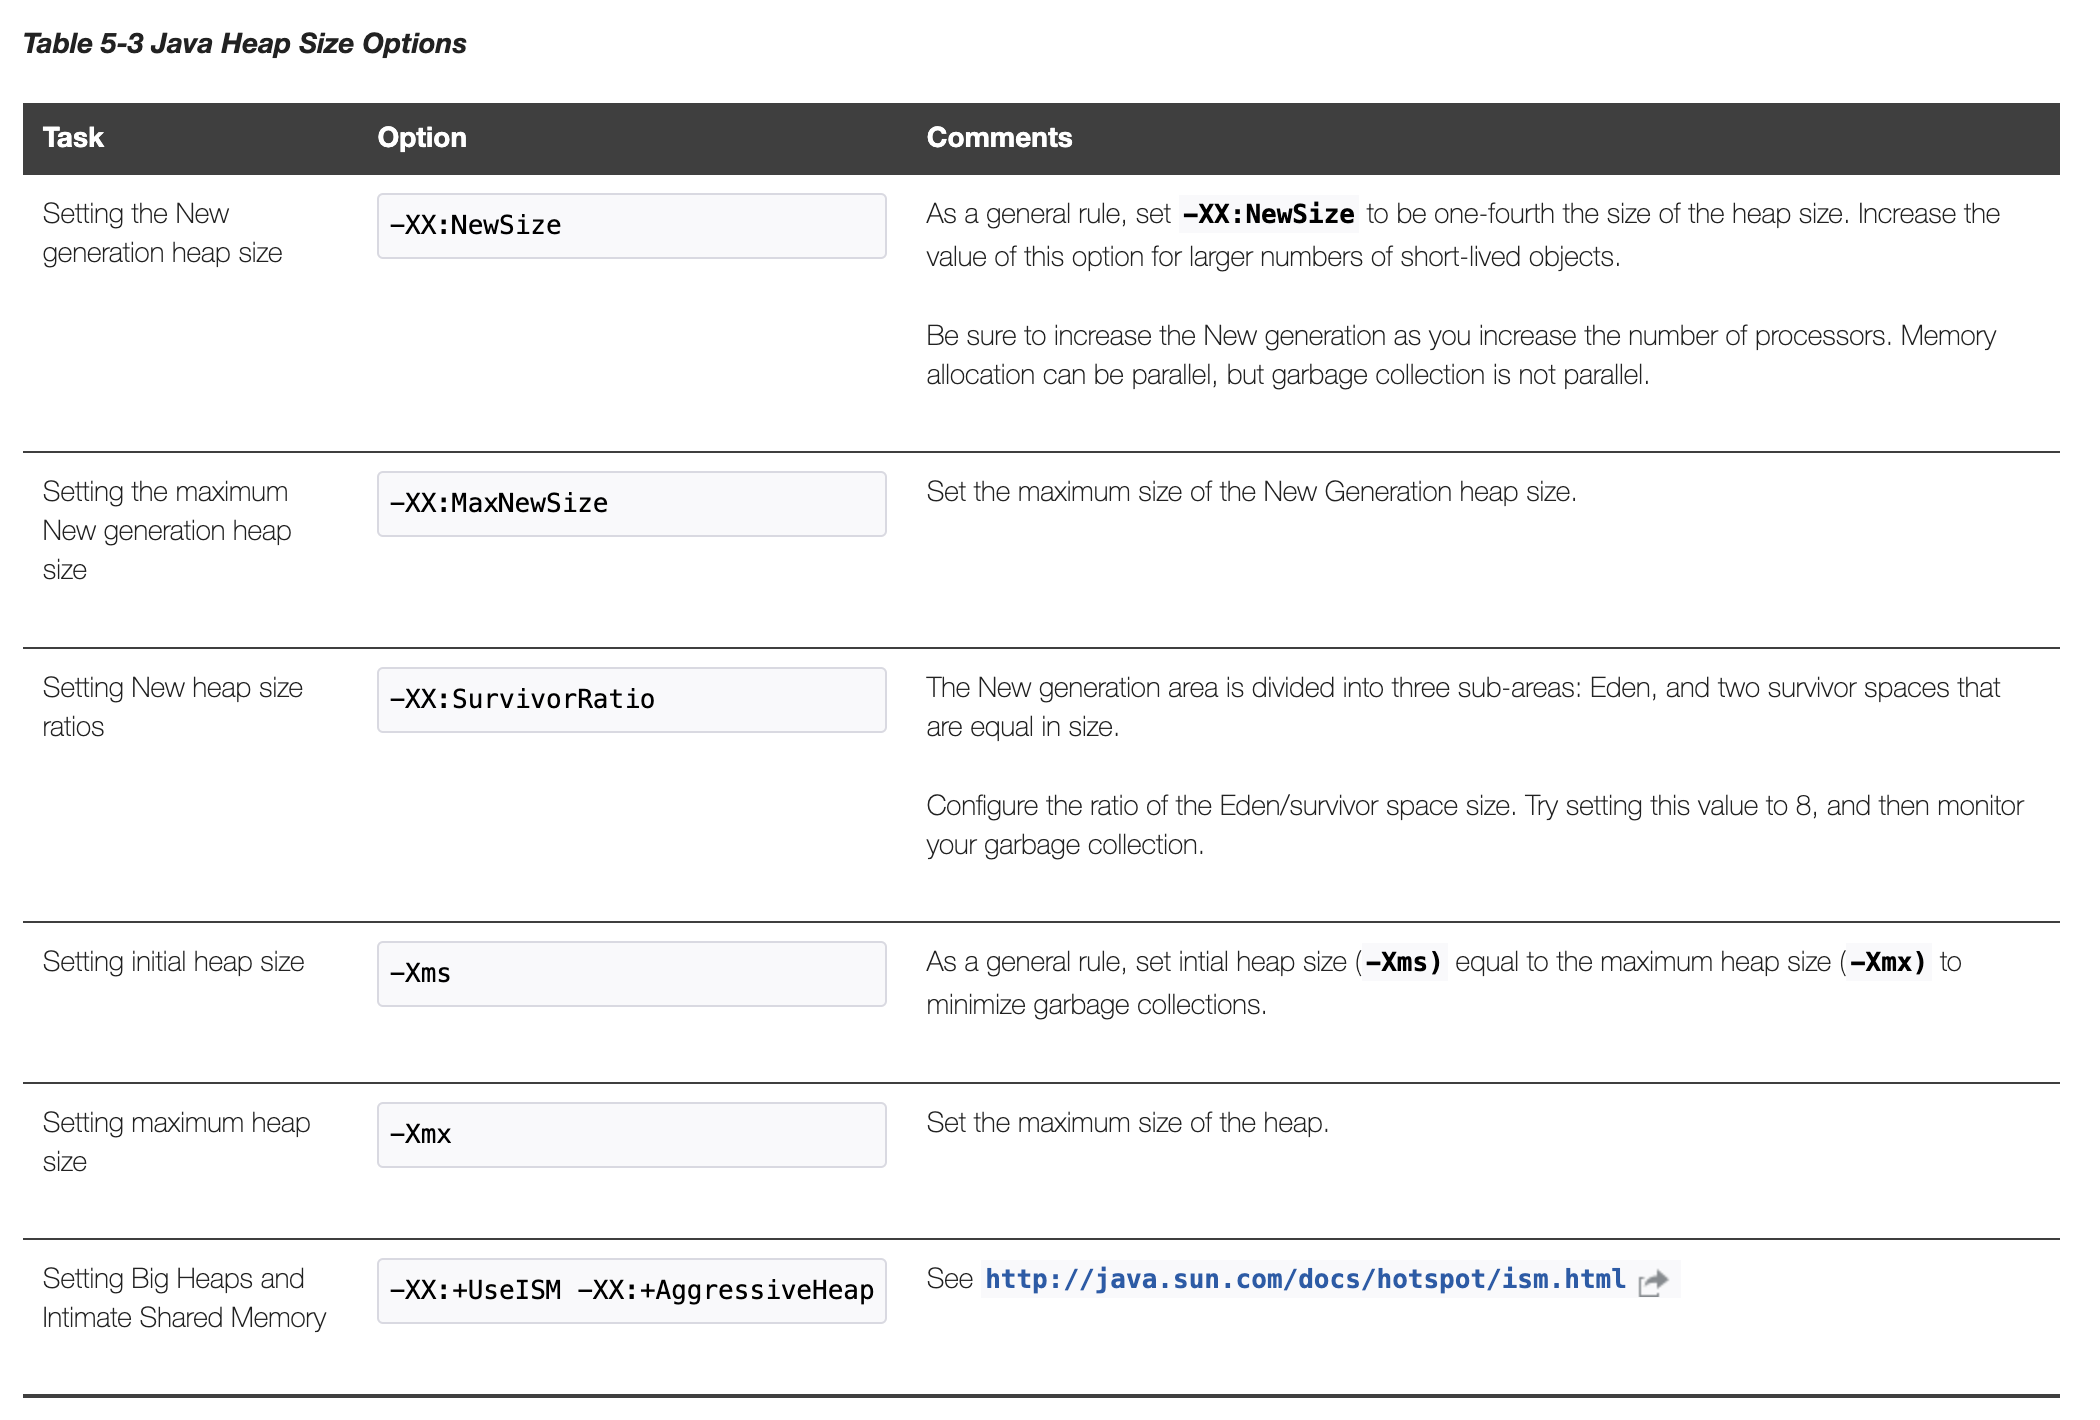 Table 5-3 Java Heap Size Options
Task Option Comments
Setting the New
generation heap size
-XX:NewSize
As a general rule, set -XX:NewSize to be one-fourth the size of the heap size. Increase the
value of this option for larger numbers of short-lived objects.
Be sure to increase the New generation as you increase the number of processors. Memory
allocation can be parallel, but garbage collection is not parallel.
Setting the maximum
New generation heap
size
-XX:MaxNewSize
Set the maximum size of the New Generation heap size.
Setting New heap size
ratios
-XX:SurvivorRatio
The New generation area is divided into three sub-areas: Eden, and two survivor spaces that
are equal in size.
Configure the ratio of the Eden/survivor space size. Try setting this value to 8, and then monitor
your garbage collection.
Setting initial heap size
-Xms
As a general rule, set intial heap size (-Xms) equal to the maximum heap size (-Xmx) to
minimize garbage collections.
Setting maximum heap
size
-Xmx
Set the maximum size of the heap.
Setting Big Heaps and
Intimate Shared Memory
-XX:+UseISM -XX:+AggressiveHeap
See http://java.sun.com/docs/hotspot/ism.html